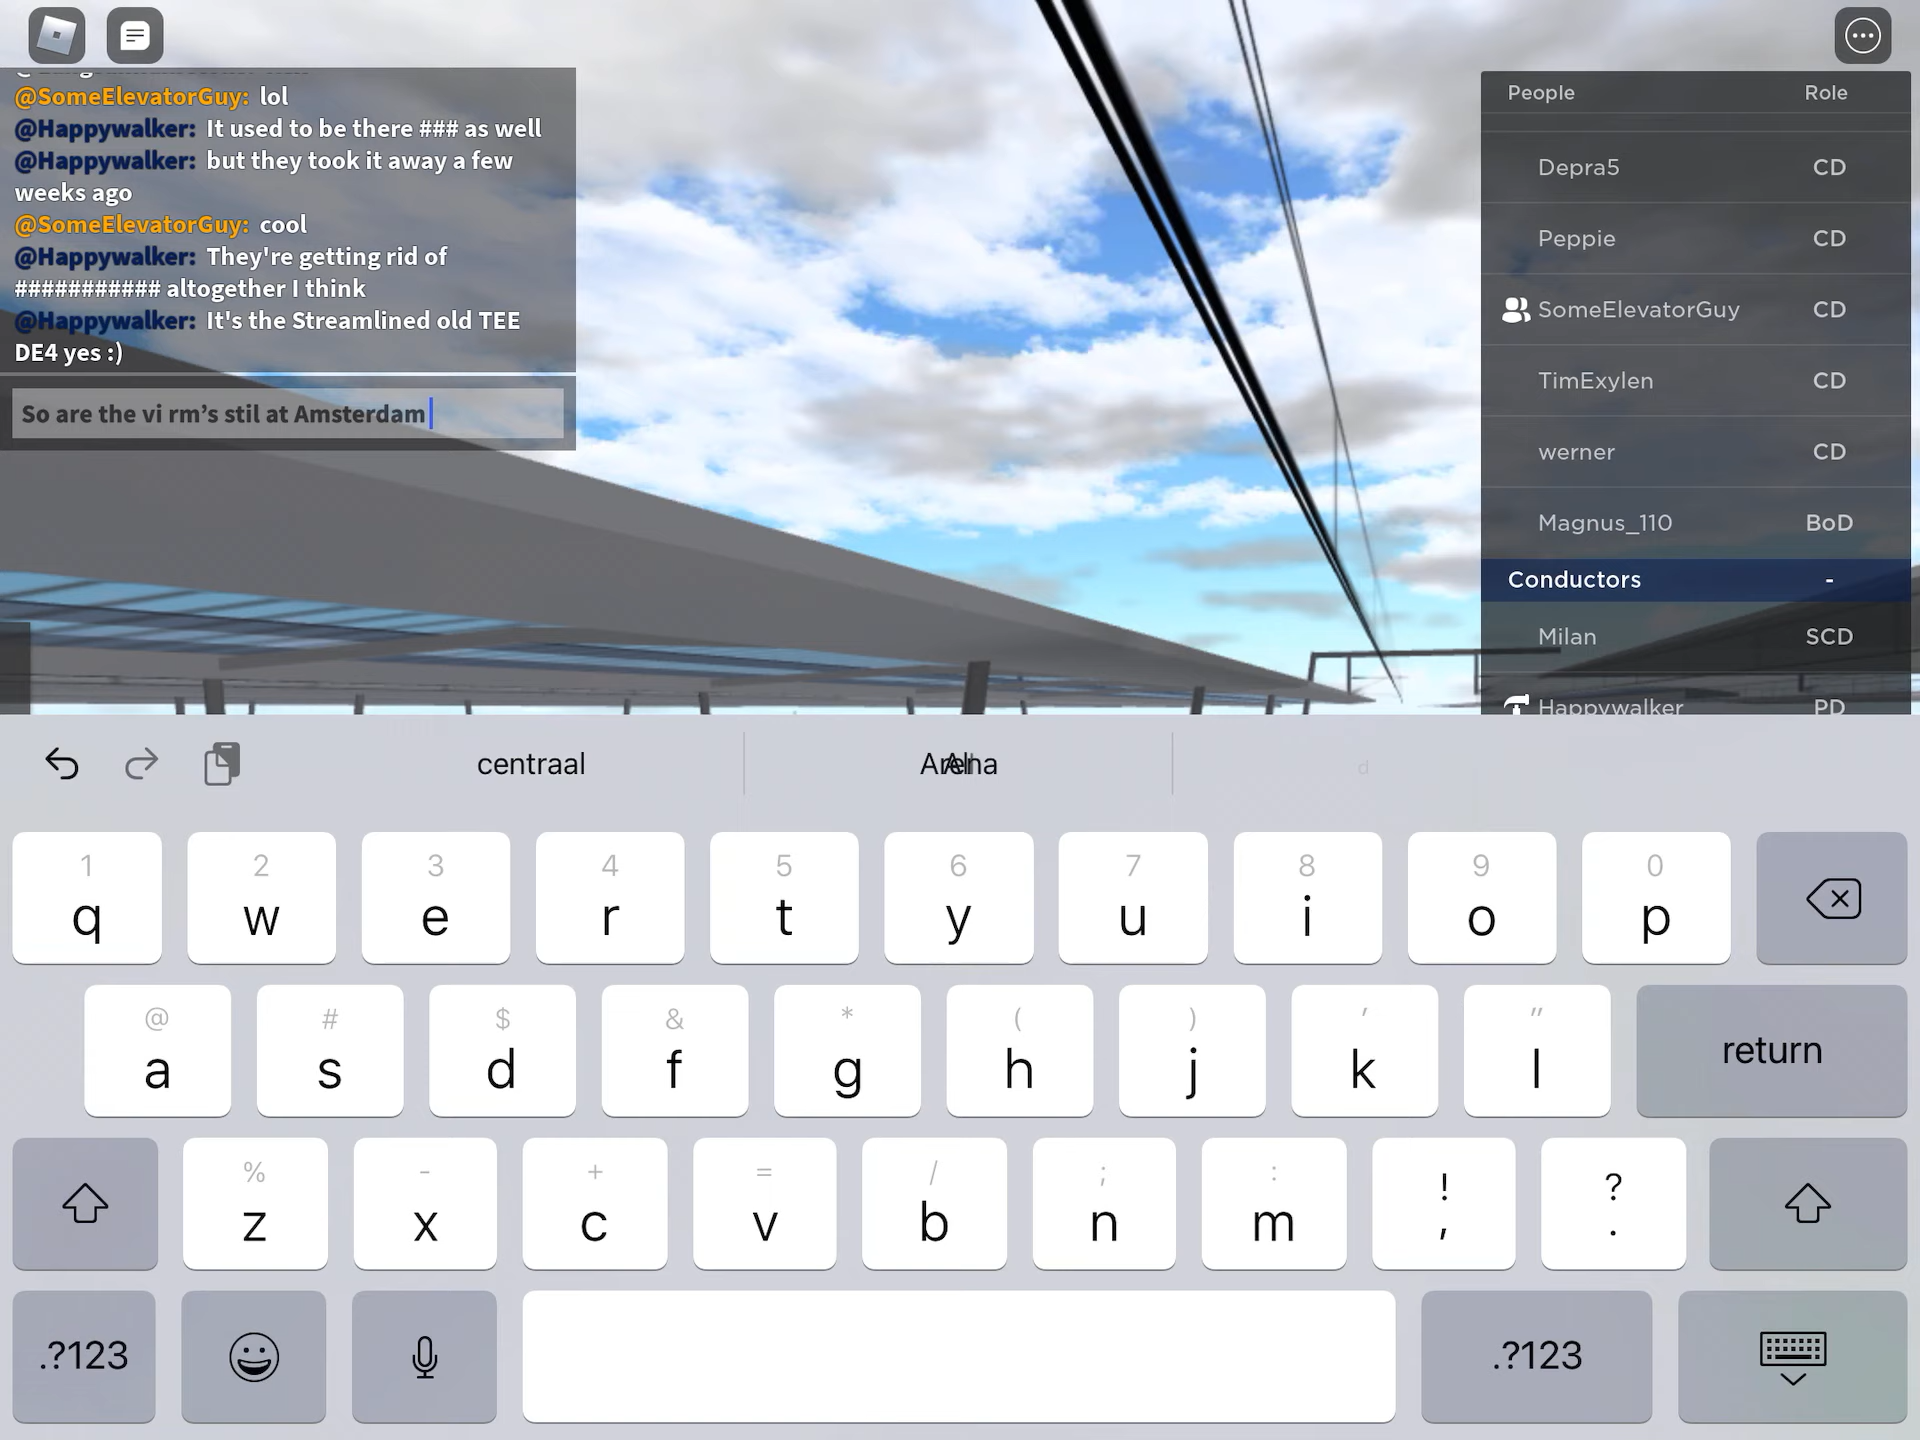 @SomeElevatorGuy: lol
@Happywalker: It used to be there ### as well
@Happywalker: but they took it away a few
weeks ago
@SomeElevatorGuy: cool
@Happywalker: They're getting rid of
########### altogether I think
@Happywalker: It's the Streamlined old TEE
DE4 yes :)
So are the vi rm’s stil at Amsterdam
People Role
Depra5 CD
Peppie CD
SomeElevatorGuy CD
TimExylen CD
werner CD
Magnus_110 BoD
Conductors -
Milan SCD
Happywalker PD
centraal
d
1 2 3 4 5 6 7 8 9 0
q w e r t y u i o p
@ # $ & * ( ) ' "
a s d f g h j k l return
% - + = / ; : ! ?
z x c v b n m , .
.?123 .?123